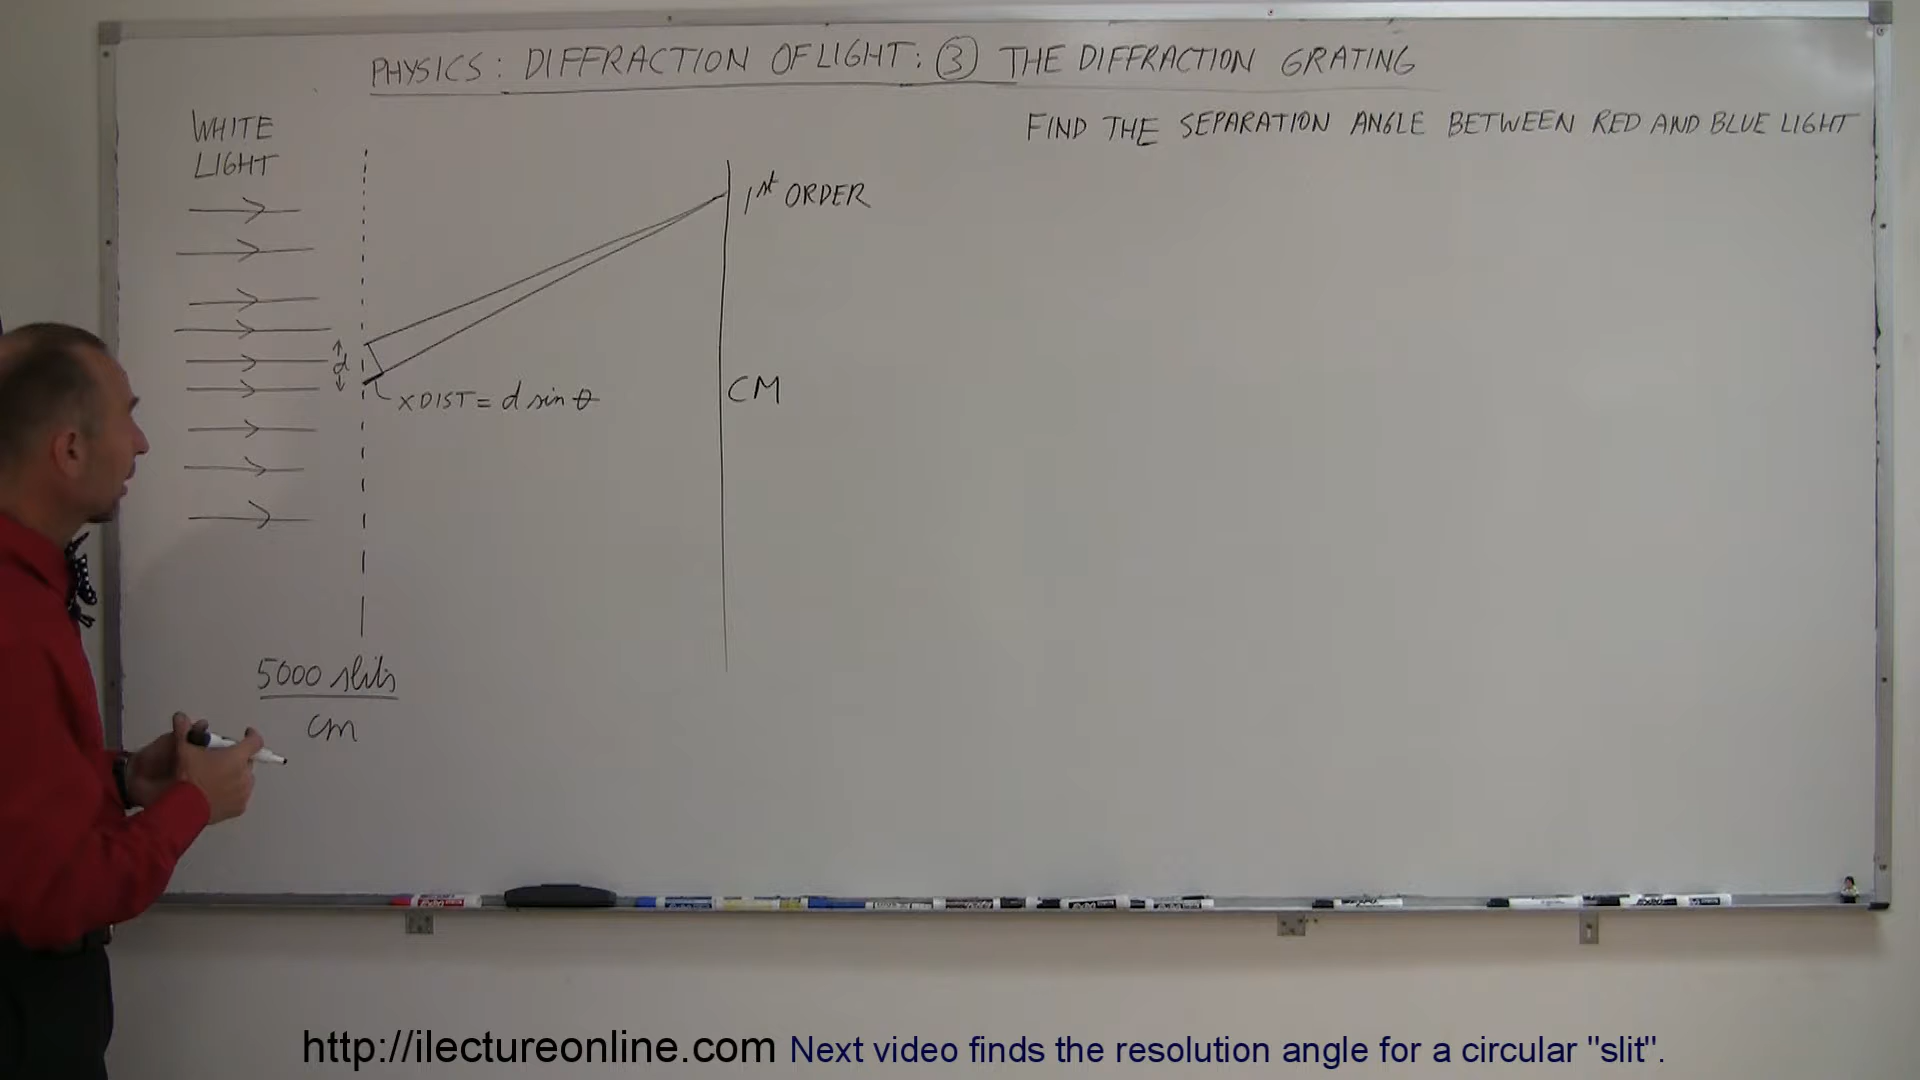 PHYSICS: DIFFRACTION OF LIGHT: 3 THE DIFFRACTION GRATING
FIND THE SEPARATION ANGLE BETWEEN RED AND BLUE LIGHT
WHITE
LIGHT
1st ORDER
d
XDIST = d sin θ
CM
5000 slits
cm
http://ilectureonline.com Next video finds the resolution angle for a circular "slit".